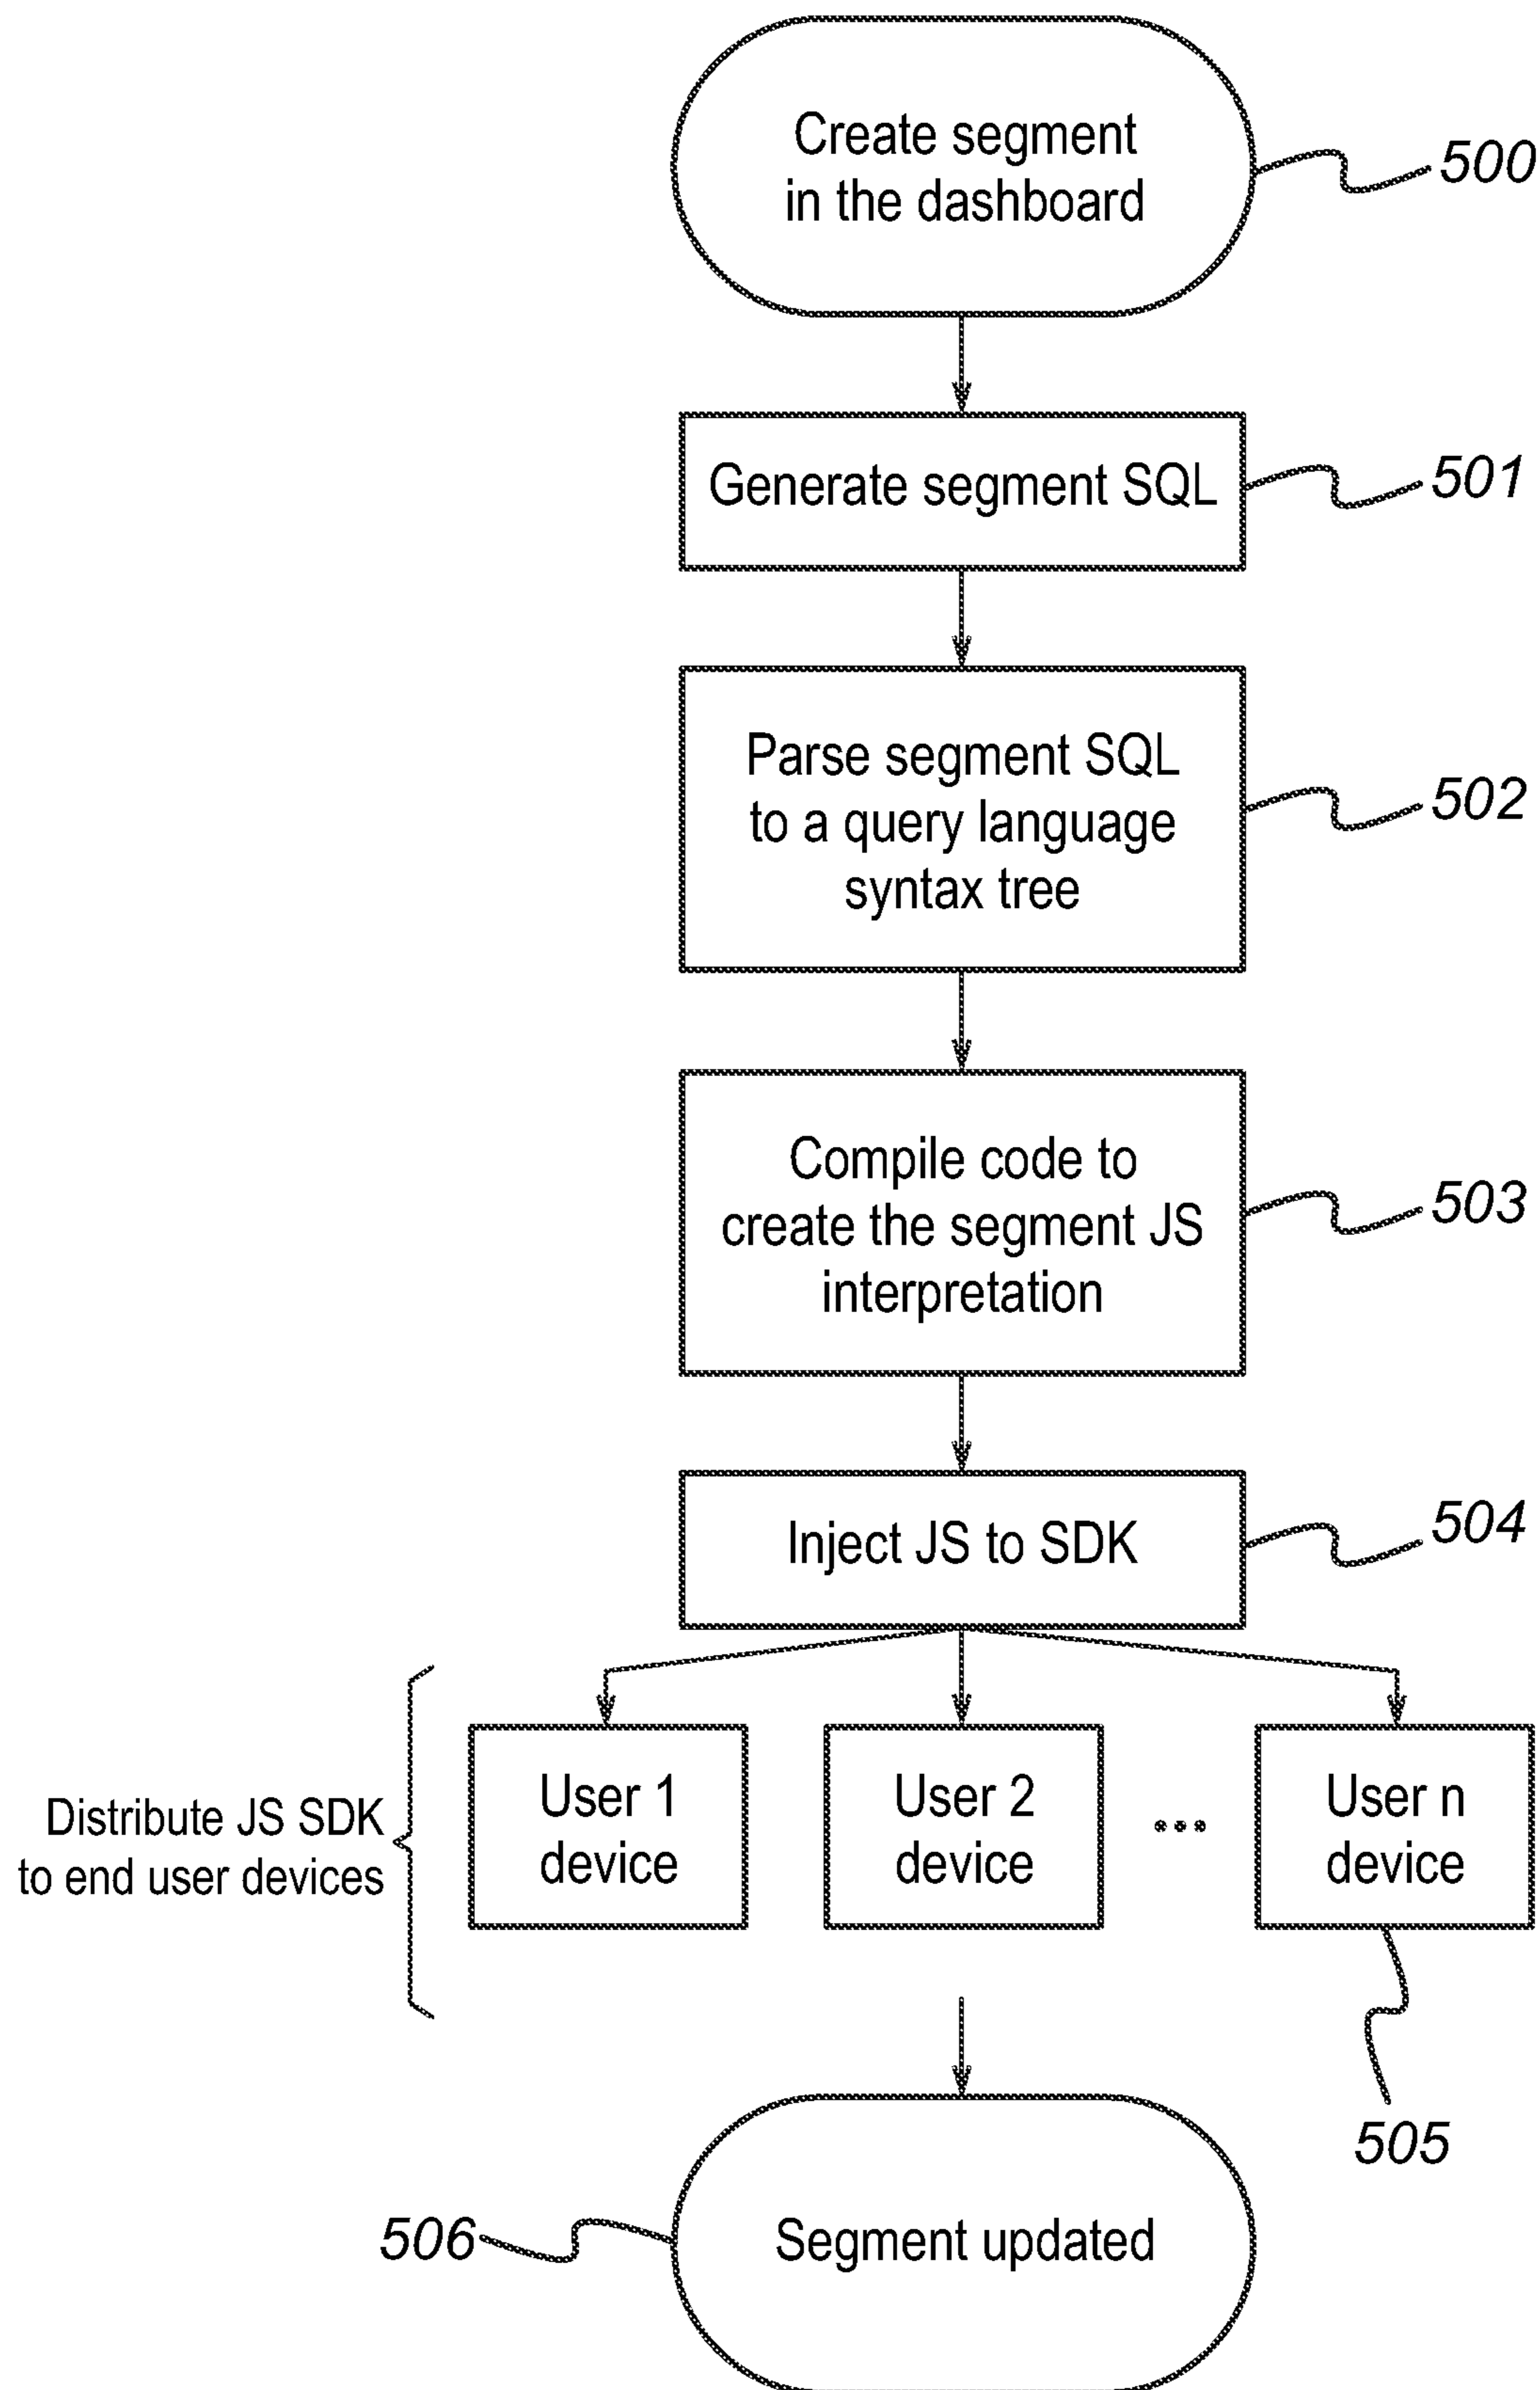 Create segment
in the dashboard
500
Generate segment SQL
501
Parse segment SQL
to a query language
syntax tree
502
Compile code to
create the segment JS
interpretation
503
Inject JS to SDK
504
Distribute JS SDK
to end user devices
User 1
device
User 2
device
...
User n
device
505
Segment updated
506